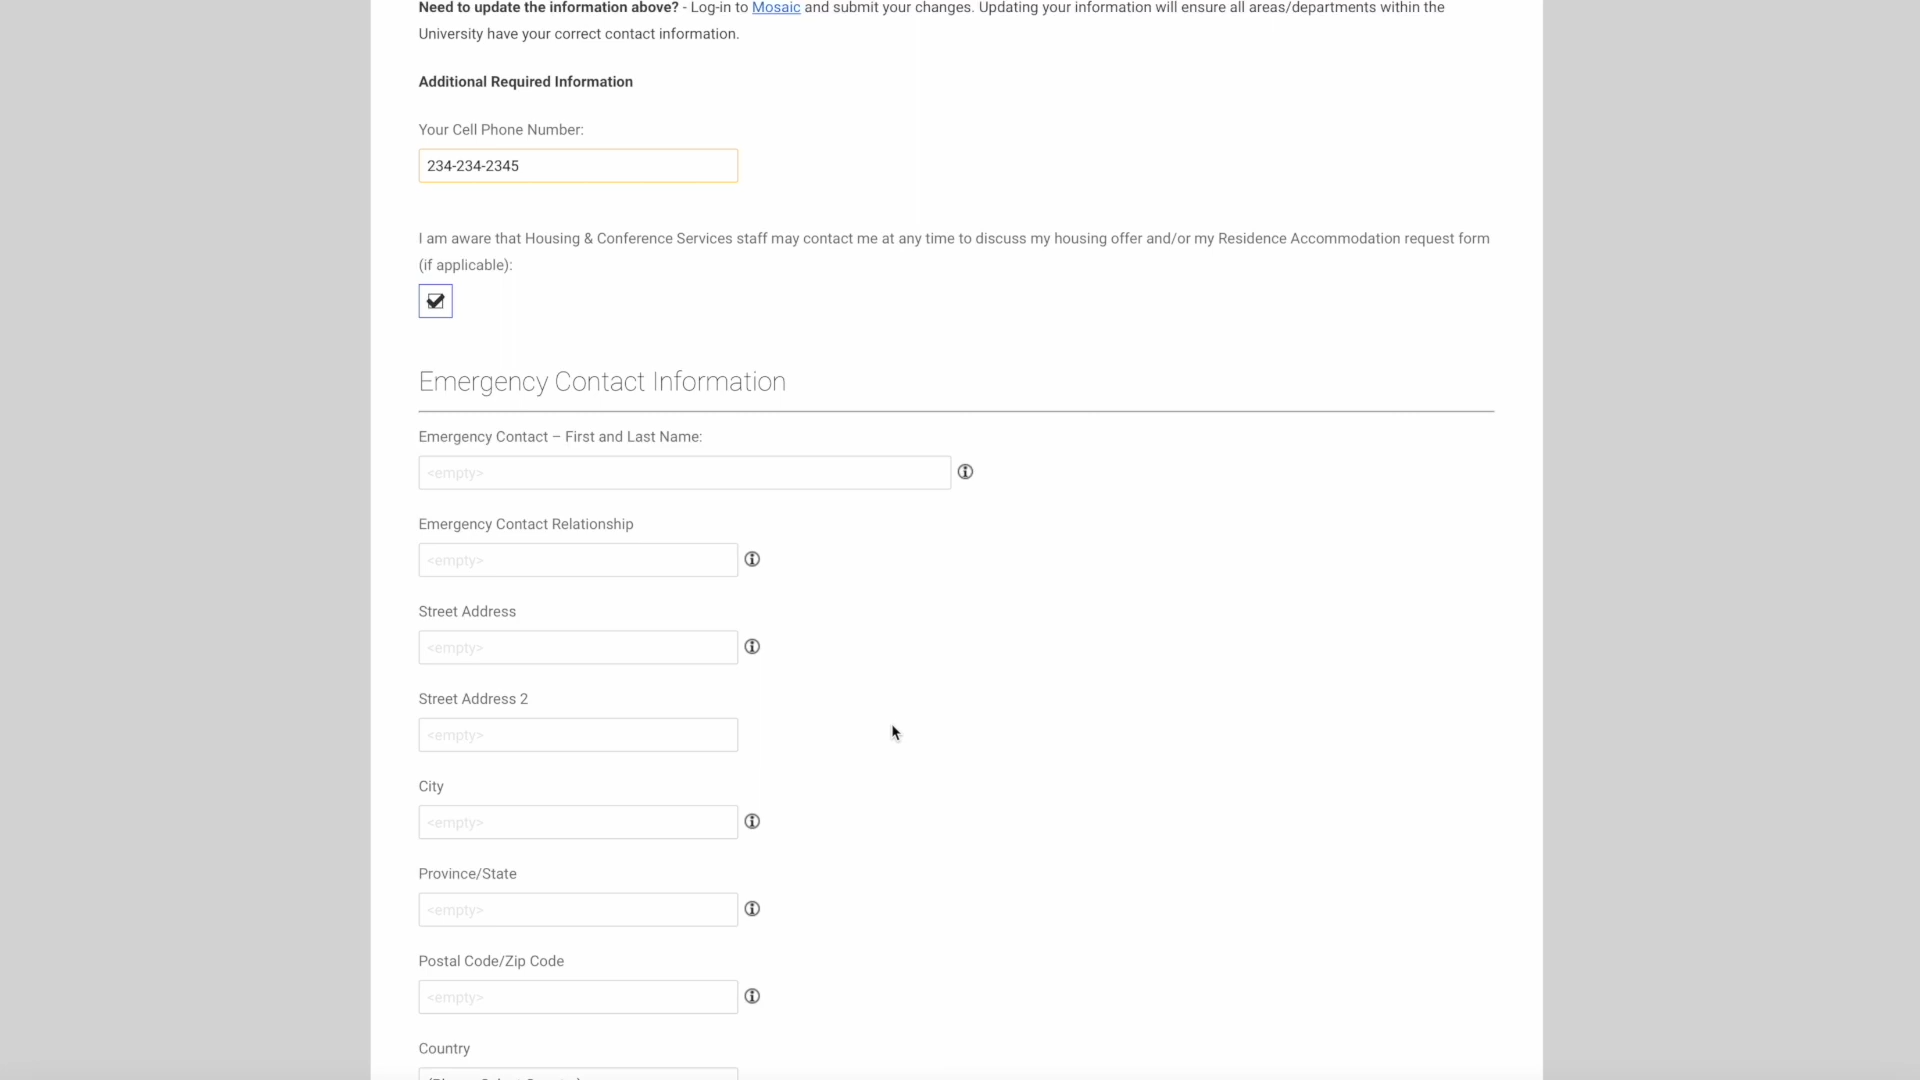 Need to update the information above? - Log-in to Mosaic and submit your changes. Updating your information will ensure all areas/departments within the
University have your correct contact information.
Additional Required Information
Your Cell Phone Number:
234-234-2345
I am aware that Housing & Conference Services staff may contact me at any time to discuss my housing offer and/or my Residence Accommodation request form
(if applicable):
Emergency Contact Information
Emergency Contact – First and Last Name:
<empty>
Emergency Contact Relationship
<empty>
Street Address
<empty>
Street Address 2
<empty>
City
<empty>
Province/State
<empty>
Postal Code/Zip Code
<empty>
Country